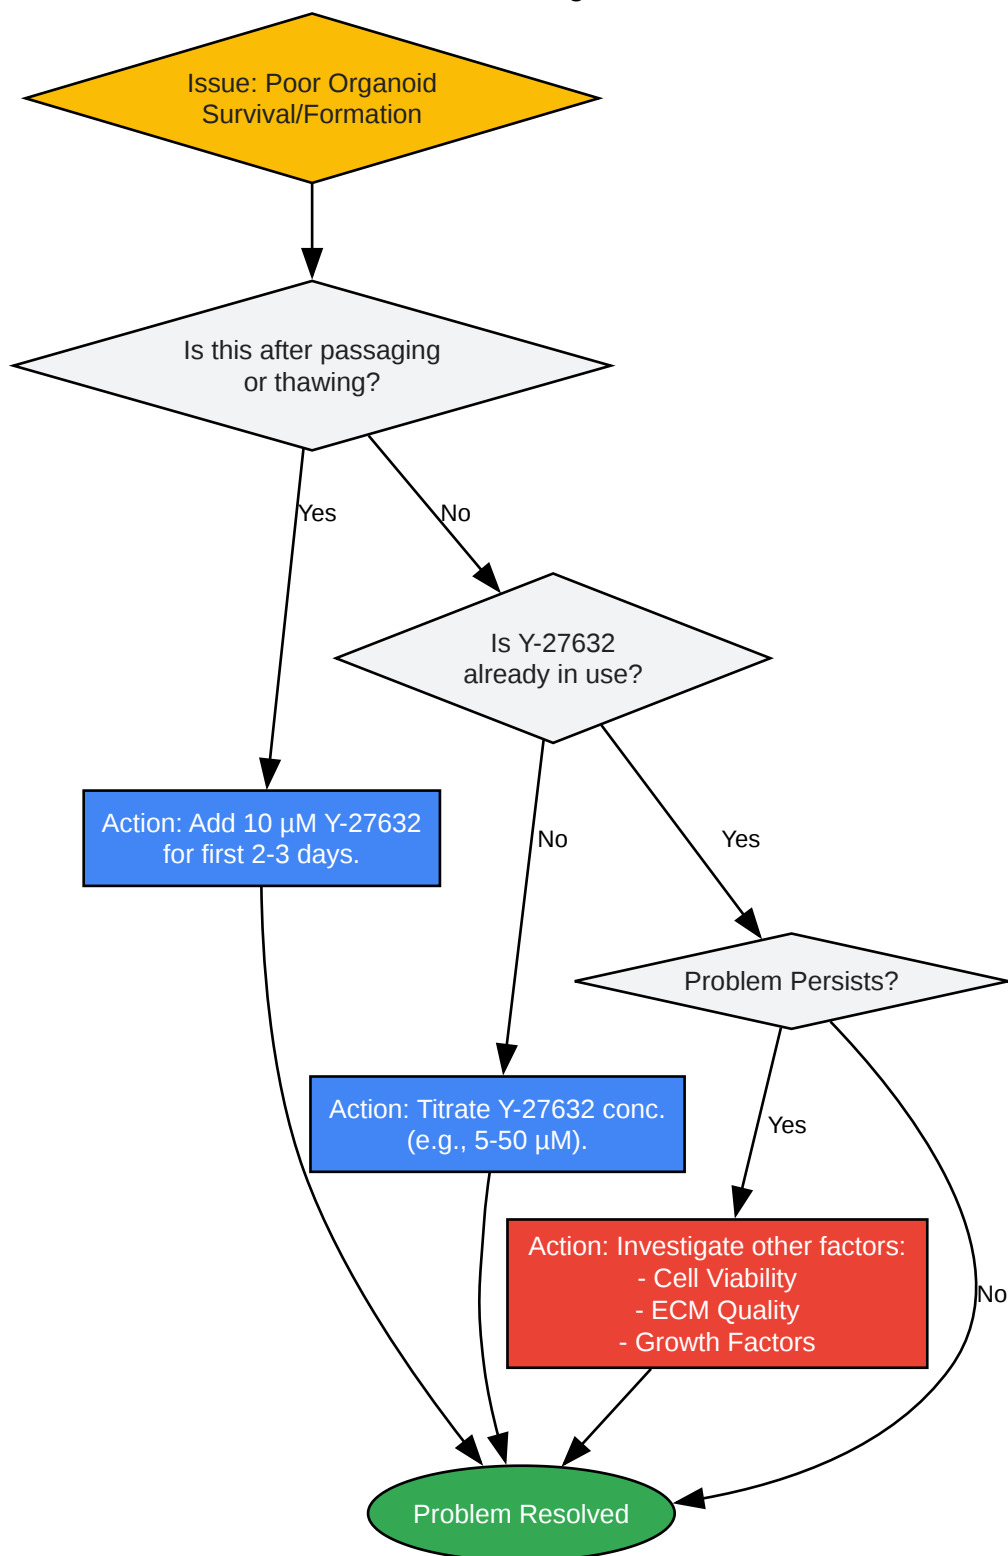 Issue: Poor Organoid
Survival/Formation
Is this after passaging
or thawing?
Yes
No
Is Y-27632
already in use?
Action: Add 10 µM Y-27632
for first 2-3 days.
No
Yes
Problem Persists?
Action: Titrate Y-27632 conc.
(e.g., 5-50 µM).
Yes
Action: Investigate other factors:
- Cell Viability
- ECM Quality
- Growth Factors
No
Problem Resolved